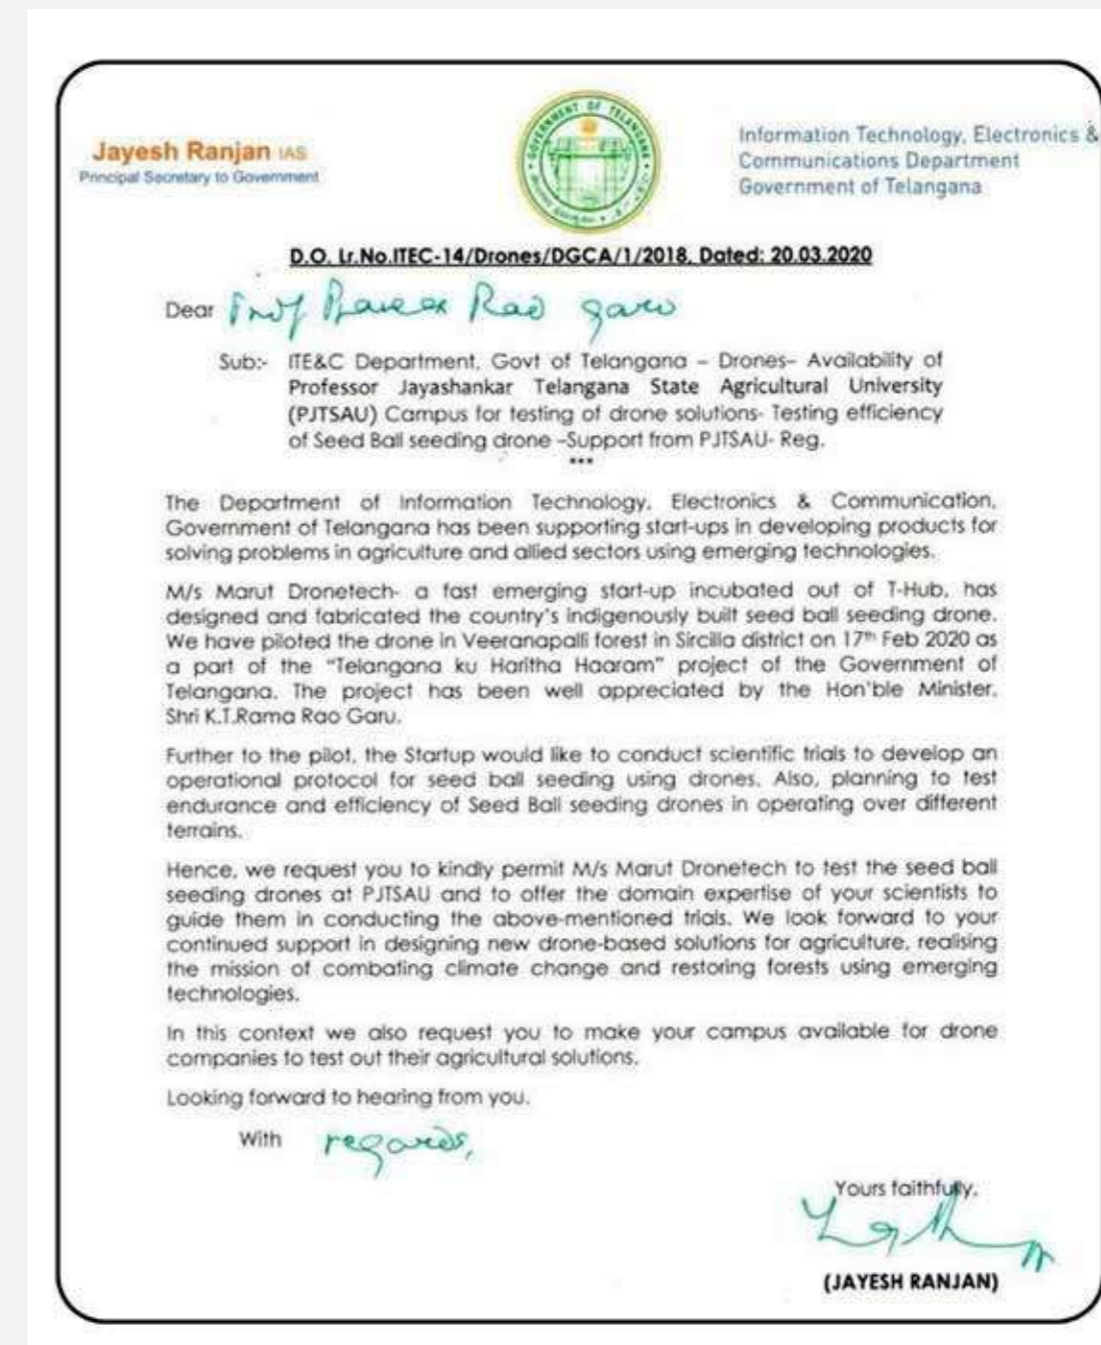 Jayesh Ranjan IAS
Principal Secretary to Government
GOVERNMENT OF TELANGANA
Information Technology, Electronics &
Communications Department
Government of Telangana
D.O. Lr.No.ITEC-14/Drones/DGCA/1/2018, Dated: 20.03.2020
Dear Prof Praveen Rao garu
Sub:- ITE&C Department, Govt of Telangana – Drones– Availability of
Professor Jayashankar Telangana State Agricultural University
(PJTSAU) Campus for testing of drone solutions- Testing efficiency
of Seed Ball seeding drone –Support from PJTSAU- Reg.
***
The Department of Information Technology, Electronics & Communication,
Government of Telangana has been supporting start-ups in developing products for
solving problems in agriculture and allied sectors using emerging technologies.
M/s Marut Dronetech- a fast emerging start-up incubated out of T-Hub, has
designed and fabricated the country's indigenously built seed ball seeding drone.
We have piloted the drone in Veeranapalli forest in Sircilla district on 17th Feb 2020 as
a part of the "Telangana ku Haritha Haaram" project of the Government of
Telangana. The project has been well appreciated by the Hon'ble Minister,
Shri K.T.Rama Rao Garu.
Further to the pilot, the Startup would like to conduct scientific trials to develop an
operational protocol for seed ball seeding using drones. Also, planning to test
endurance and efficiency of Seed Ball seeding drones in operating over different
terrains.
Hence, we request you to kindly permit M/s Marut Dronetech to test the seed ball
seeding drones at PJTSAU and to offer the domain expertise of your scientists to
guide them in conducting the above-mentioned trials. We look forward to your
continued support in designing new drone-based solutions for agriculture, realising
the mission of combating climate change and restoring forests using emerging
technologies.
In this context we also request you to make your campus available for drone
companies to test out their agricultural solutions.
Looking forward to hearing from you.
With regards,
Yours faithfully,
(JAYESH RANJAN)